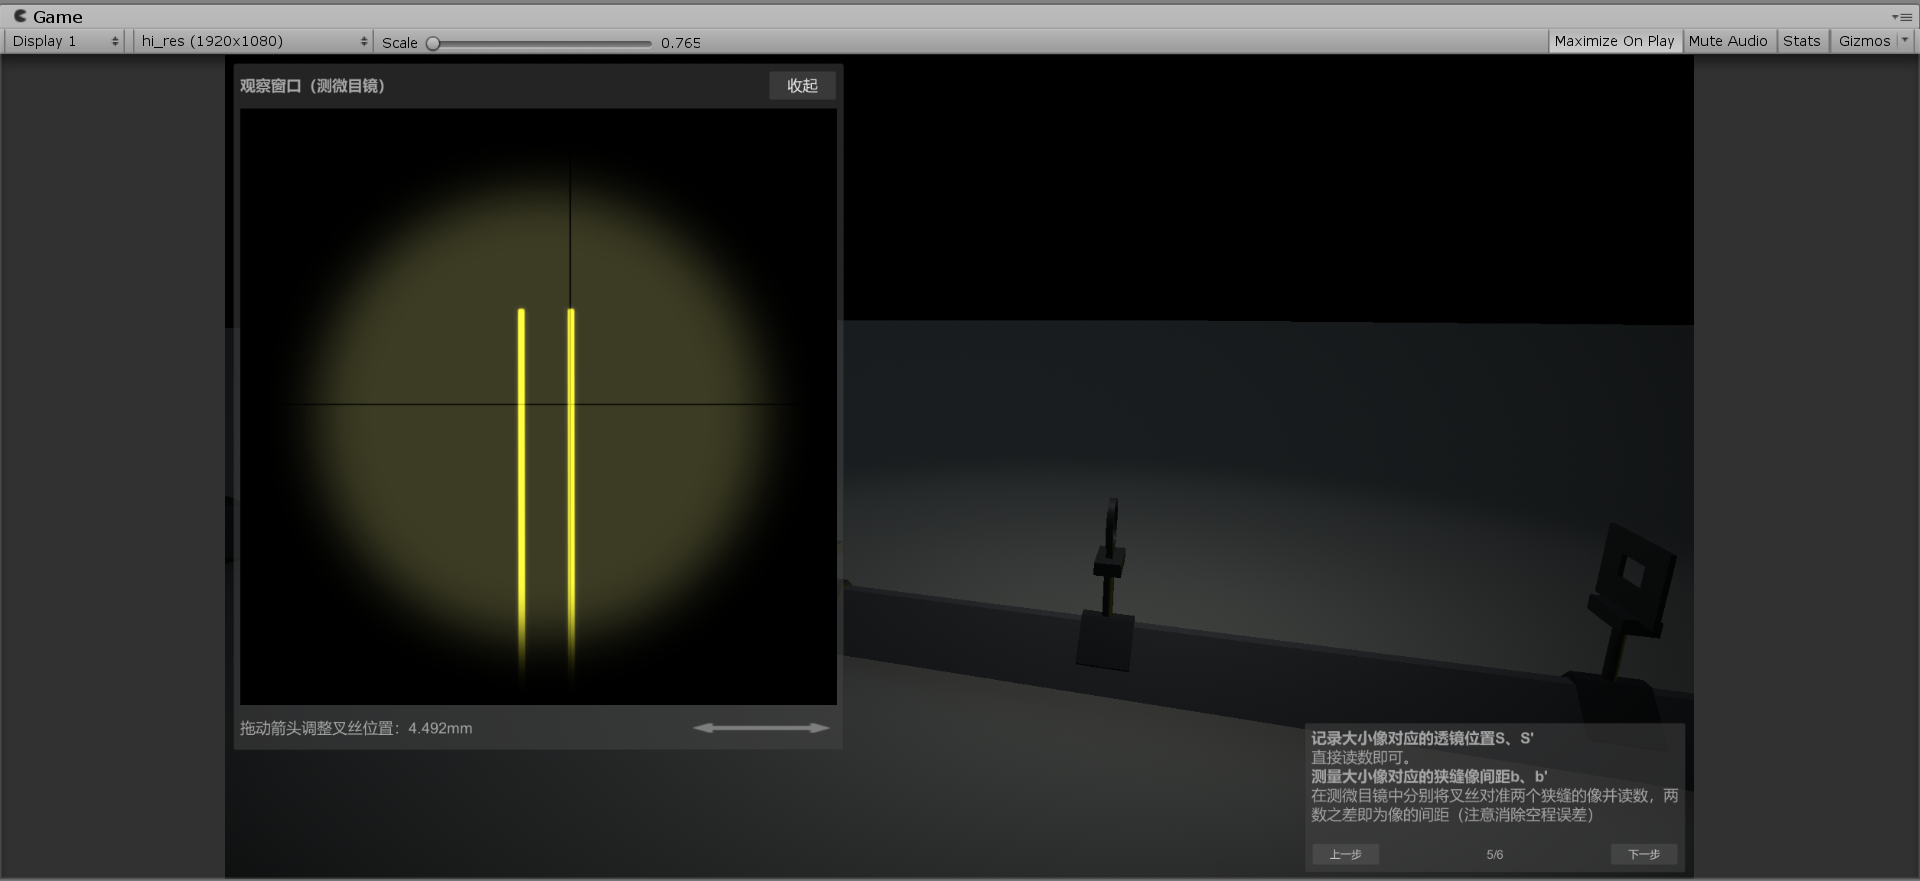 Game
Display 1
hi_res (1920x1080)
Scale
0.765
Maximize On Play
Mute Audio
Stats
Gizmos
观察窗口（测微目镜）
收起
拖动箭头调整叉丝位置：4.492mm
记录大小像对应的透镜位置S、S'
直接读数即可。
测量大小像对应的狭缝像间距b、b'
在测微目镜中分别将叉丝对准两个狭缝的像并读数，两
数之差即为像的间距（注意消除空程误差）
上一步
5/6
下一步